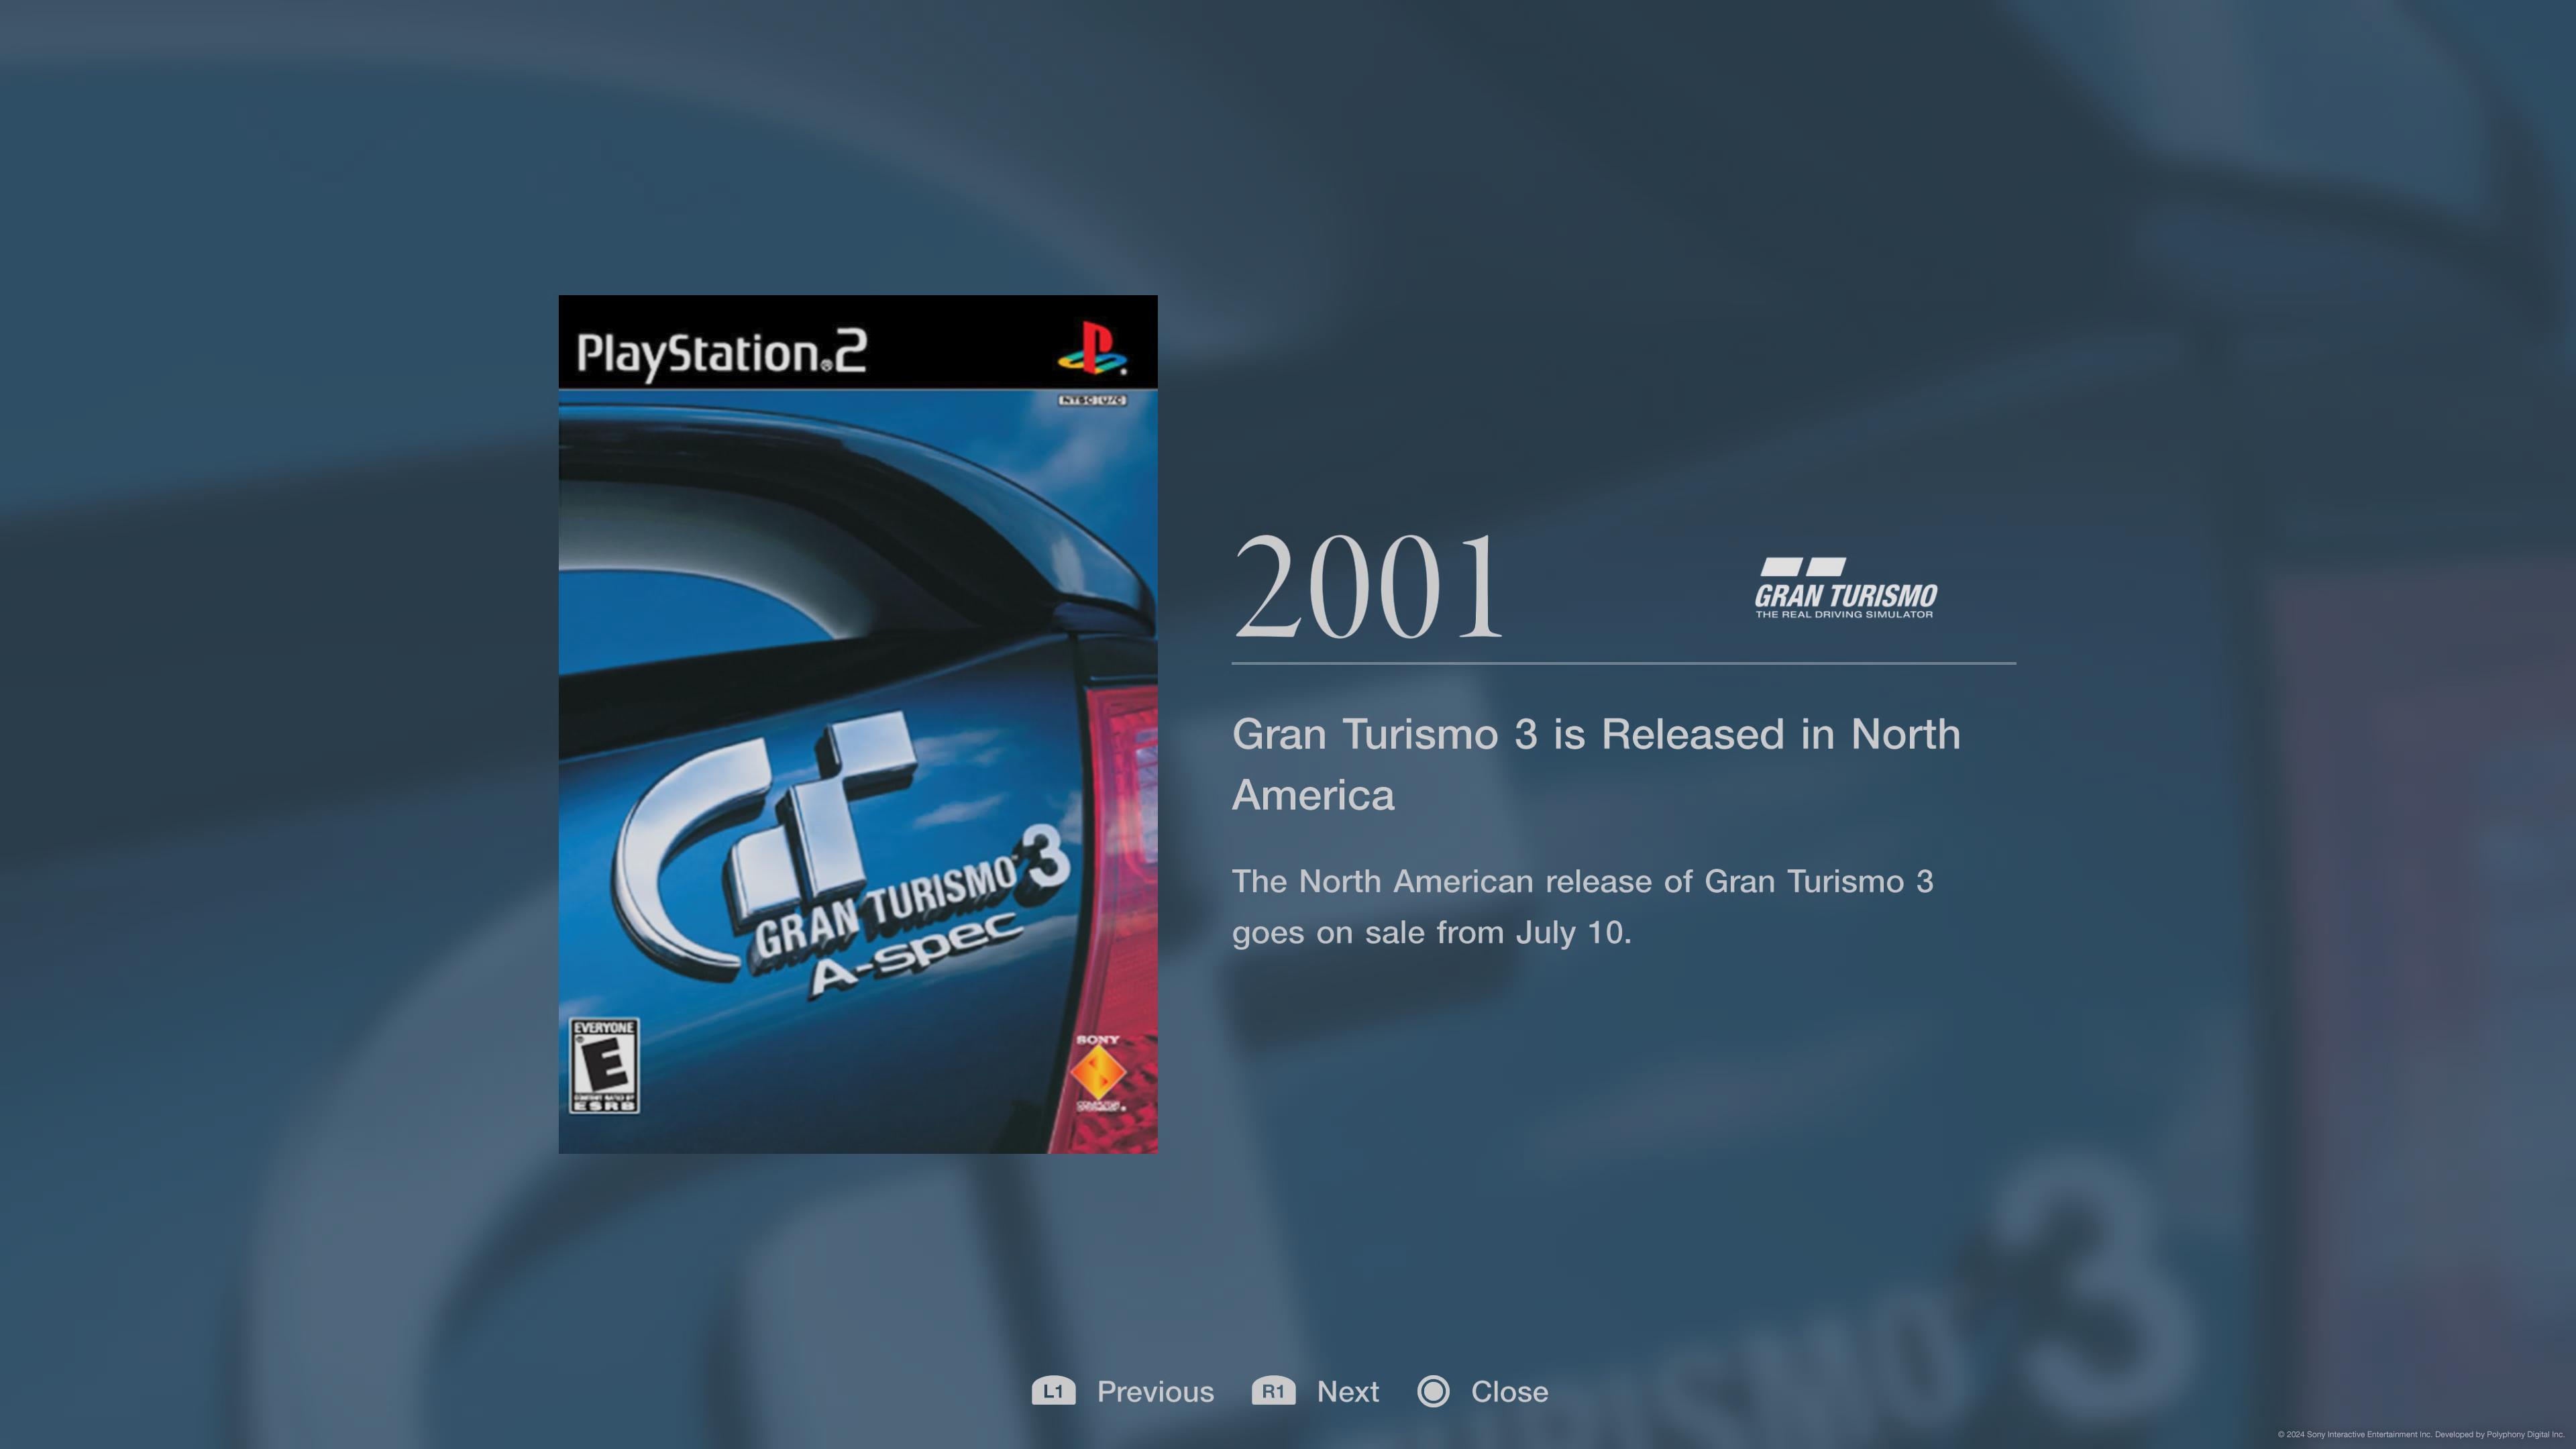 PlayStation®2
NTSC U/C
GRAN TURISMO 3
A-spec
EVERYONE
E
CONTENT RATED BY
ESRB
SONY
COMPUTER
2001
GRAN TURISMO
THE REAL DRIVING SIMULATOR
Gran Turismo 3 is Released in North
America
The North American release of Gran Turismo 3
goes on sale from July 10.
L1 Previous R1 Next Close
TURISMO 3
© 2024 Sony Interactive Entertainment Inc. Developed by Polyphony Digital Inc.